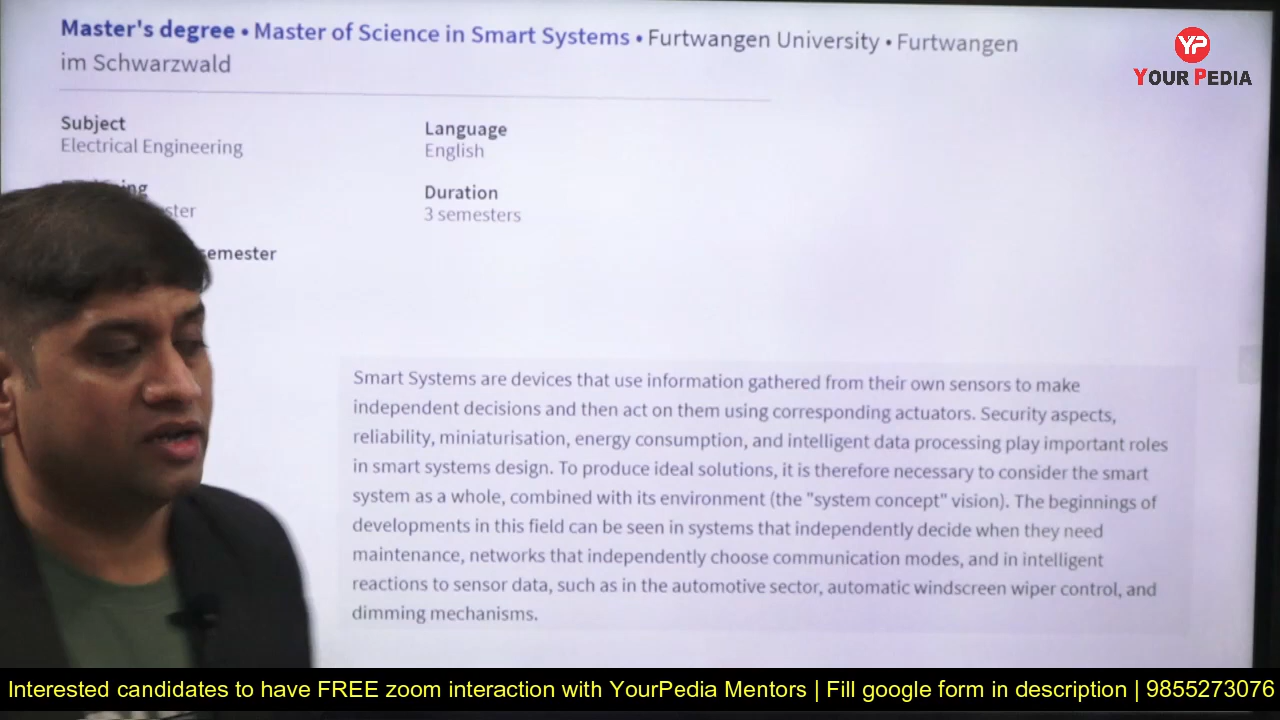 Master's degree • Master of Science in Smart Systems • Furtwangen University • Furtwangen
im Schwarzwald
YP
YOUR PEDIA
Subject
Electrical Engineering
Language
English
Duration
3 semesters
Smart Systems are devices that use information gathered from their own sensors to make
independent decisions and then act on them using corresponding actuators. Security aspects,
reliability, miniaturisation, energy consumption, and intelligent data processing play important roles
in smart systems design. To produce ideal solutions, it is therefore necessary to consider the smart
system as a whole, combined with its environment (the "system concept" vision). The beginnings of
developments in this field can be seen in systems that independently decide when they need
maintenance, networks that independently choose communication modes, and in intelligent
reactions to sensor data, such as in the automotive sector, automatic windscreen wiper control, and
dimming mechanisms.
Interested candidates to have FREE zoom interaction with YourPedia Mentors | Fill google form in description | 9855273076